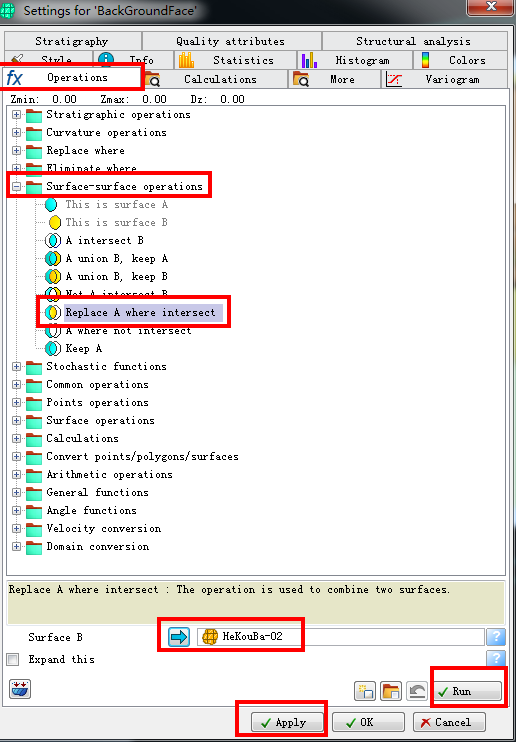 Settings for 'BackGroundFace'
Stratigraphy Quality attributes Structural analysis
Style Info Statistics Histogram Colors
Operations Calculations More Variogram
Zmin: 0.00 Zmax: 0.00 Dz: 0.00
Stratigraphic operations
Curvature operations
Replace where
Eliminate where
Surface-surface operations
This is surface A
This is surface B
A intersect B
A union B, keep A
A union B, keep B
Not A intersect B
Replace A where intersect
A where not intersect
Keep A
Stochastic functions
Common operations
Points operations
Surface operations
Calculations
Convert points/polygons/surfaces
Arithmetic operations
General functions
Angle functions
Velocity conversion
Domain conversion
Replace A where intersect : The operation is used to combine two surfaces.
Surface B HeKouBa-02 ?
Expand this ?
Run
Apply OK Cancel